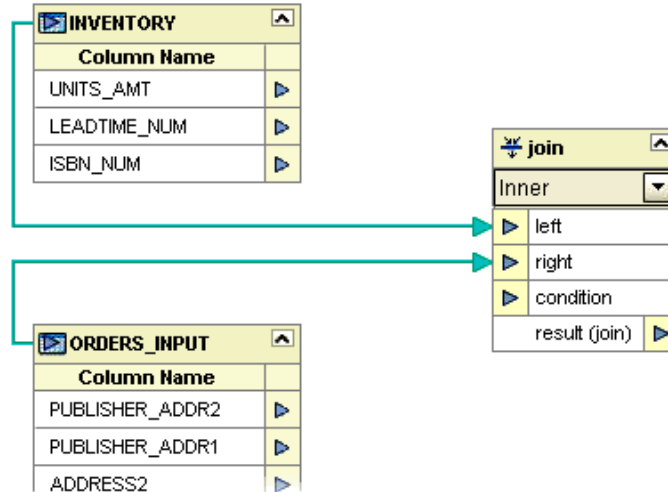 INVENTORY
Column Name
UNITS_AMT
LEADTIME_NUM
ISBN_NUM
join
Inner
left
right
condition
result (join)
ORDERS_INPUT
Column Name
PUBLISHER_ADDR2
PUBLISHER_ADDR1
ADDRESS2